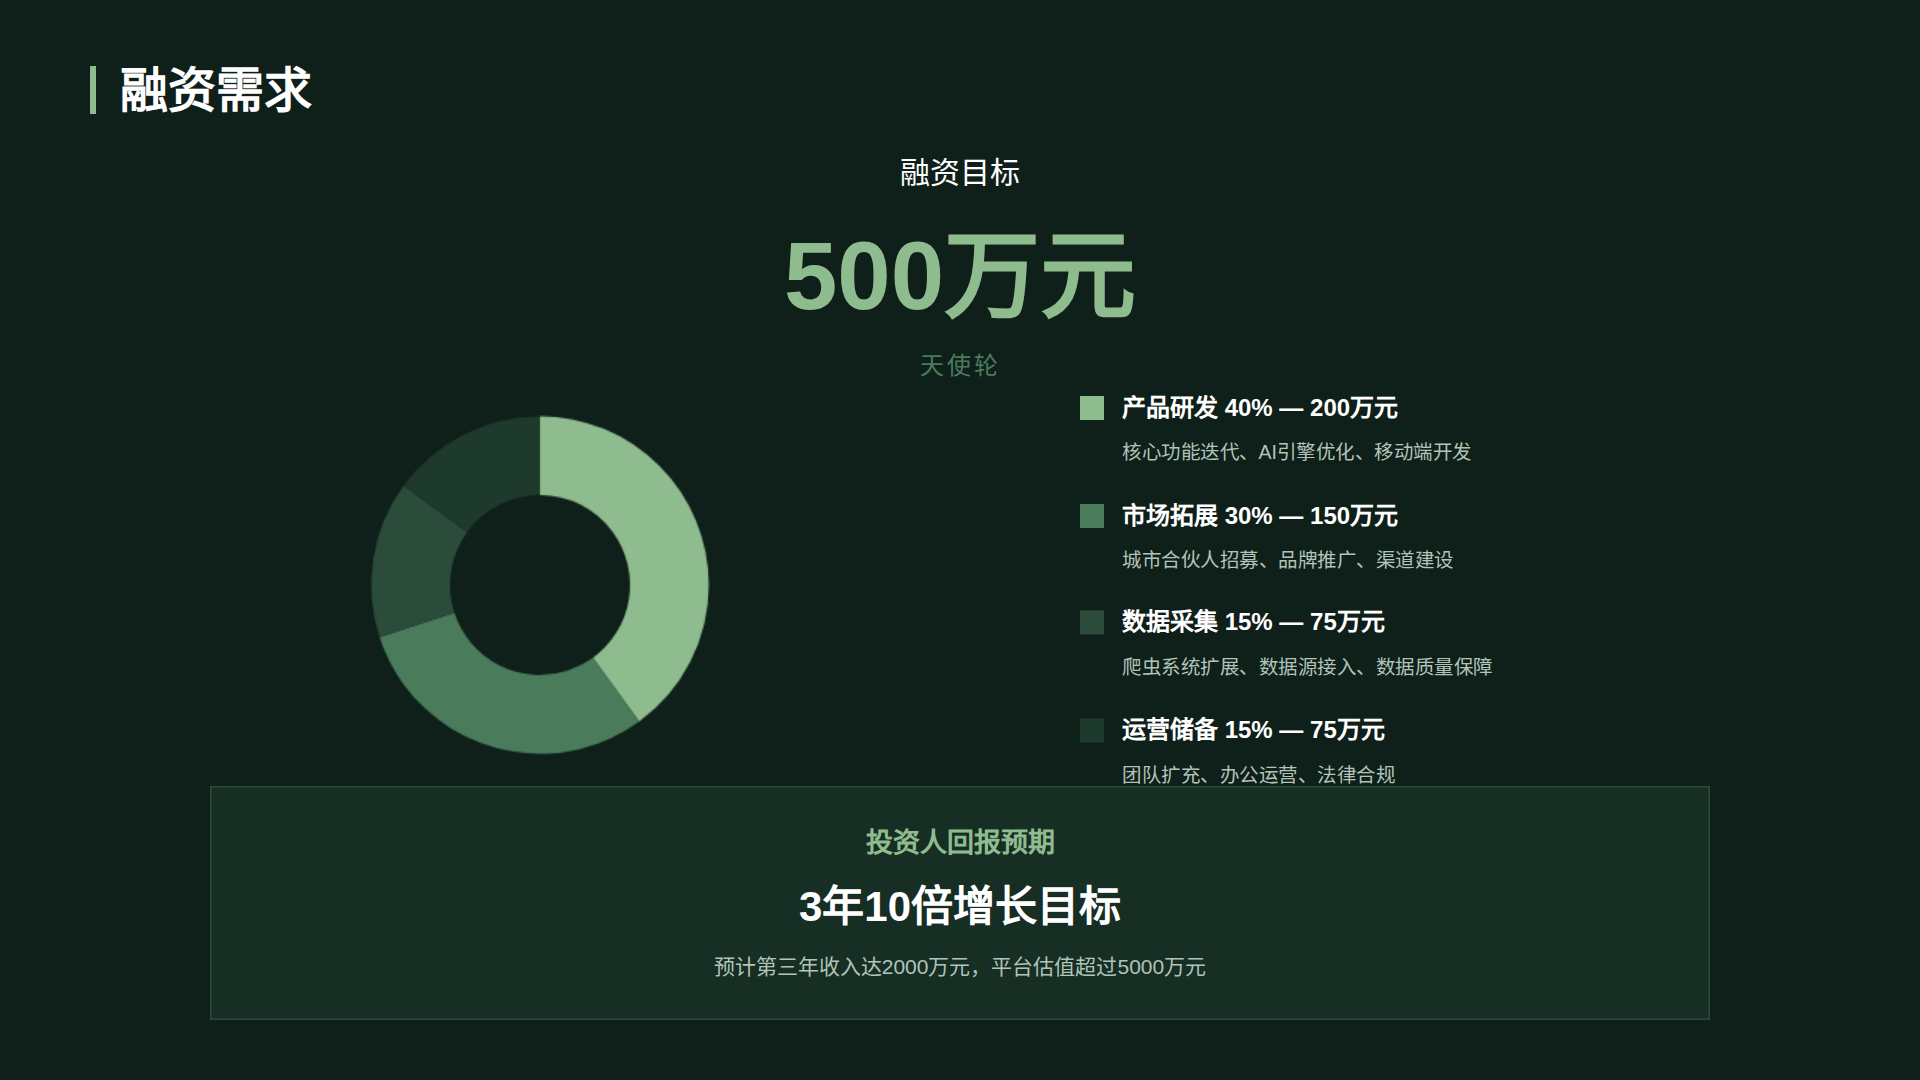 融资需求
融资目标
500万元
天使轮
产品研发 40% — 200万元
核心功能迭代、AI引擎优化、移动端开发
市场拓展 30% — 150万元
城市合伙人招募、品牌推广、渠道建设
数据采集 15% — 75万元
爬虫系统扩展、数据源接入、数据质量保障
运营储备 15% — 75万元
团队扩充、办公运营、法律合规
投资人回报预期
3年10倍增长目标
预计第三年收入达2000万元，平台估值超过5000万元